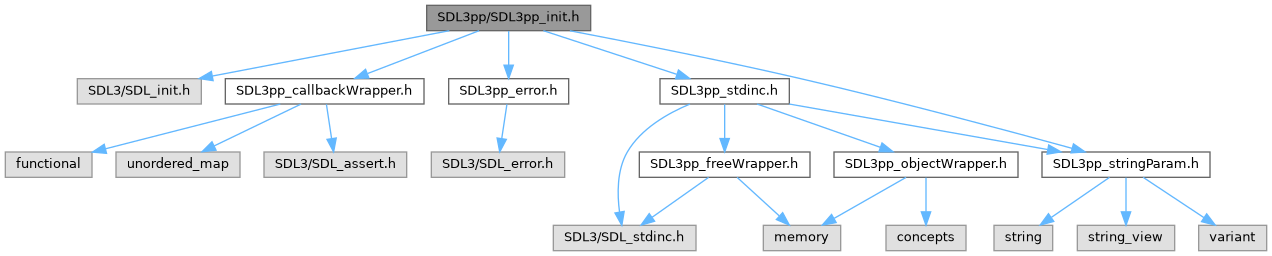 SDL3pp/SDL3pp_init.h
SDL3/SDL_init.h
SDL3pp_callbackWrapper.h
SDL3pp_error.h
SDL3pp_stdinc.h
functional
unordered_map
SDL3/SDL_assert.h
SDL3/SDL_error.h
SDL3pp_freeWrapper.h
SDL3pp_objectWrapper.h
SDL3pp_stringParam.h
SDL3/SDL_stdinc.h
memory
concepts
string
string_view
variant